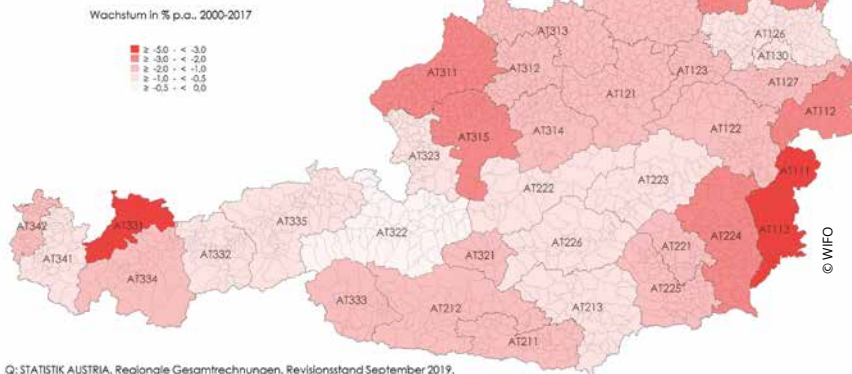 Wachstum in % p.a., 2000-2017
≥ -5.0 - < -3.0
≥ -3.0 - < -2.0
≥ -2.0 - < -1.0
≥ -1.0 - < -0.5
≥ -0.5 - < 0,0
AT313
AT126
AT130
AT311
AT312
AT123
AT127
AT121
AT112
AT315
AT314
AT122
AT323
AT111
AT222
AT223
AT342
AT331
AT335
AT322
AT113
AT341
AT332
AT226
AT221
AT224
AT321
AT334
AT225
AT333
AT212
AT213
AT211
© WIFO
Q: STATISTIK AUSTRIA, Regionale Gesamtrechnungen, Revisionsstand September 2019.